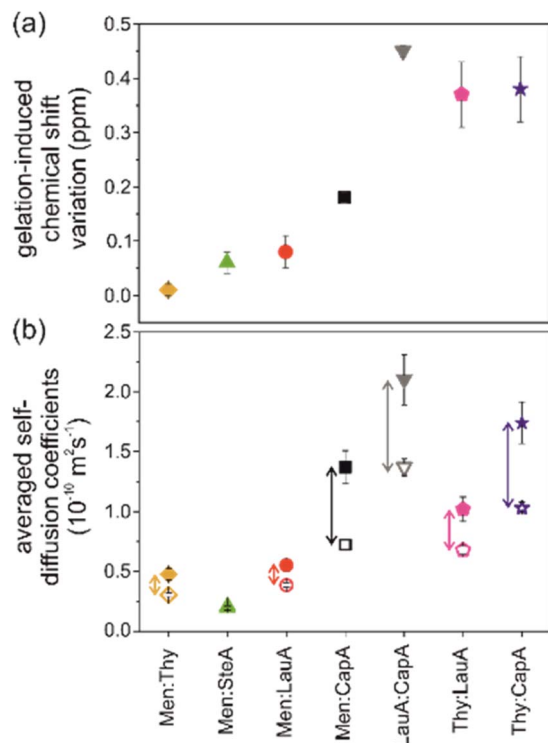 (a)
gelation-induced
chemical shift
variation (ppm)
0.5
0.4
0.3
0.2
0.1
0.0
(b)
averaged self-
diffusion coefficients
(10⁻¹⁰ m²s⁻¹)
2.5
2.0
1.5
1.0
0.5
0.0
Men:Thy
Men:SteA
Men:LauA
Men:CapA
LauA:CapA
Thy:LauA
Thy:CapA